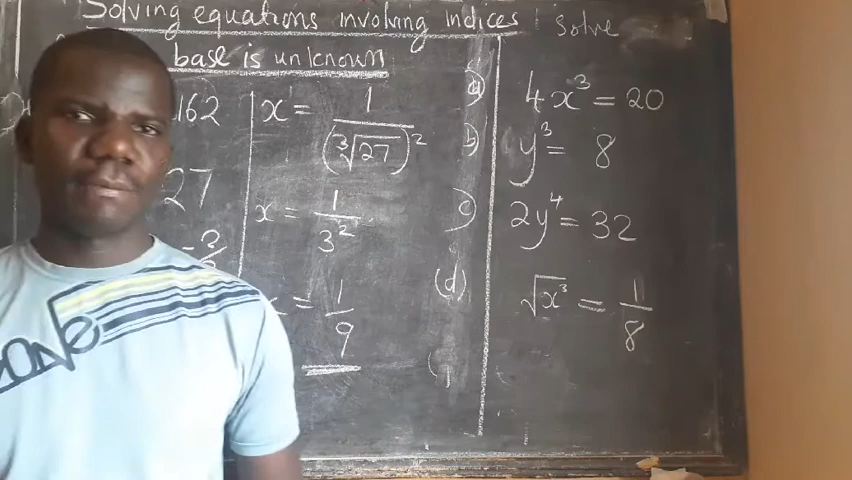 Solving equations involving indices
base is unknown
162
27
x = 1/(∛27)²
x = 1/3²
= 1/9
Solve
a) 4x³ = 20
b) y³ = 8
c) 2y⁴ = 32
(d) √x³ = 1/8